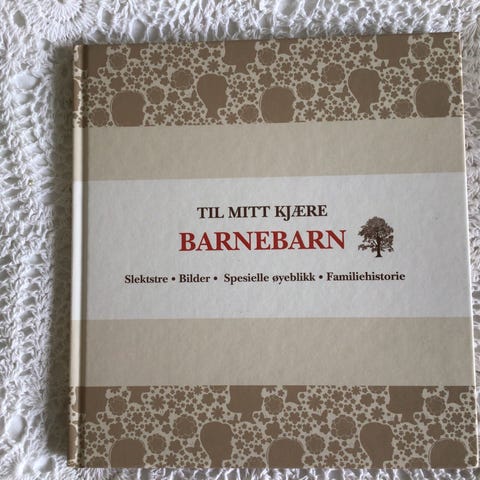 TIL MITT KJÆRE
BARNEBARN
Slektstre • Bilder • Spesielle øyeblikk • Familiehistorie